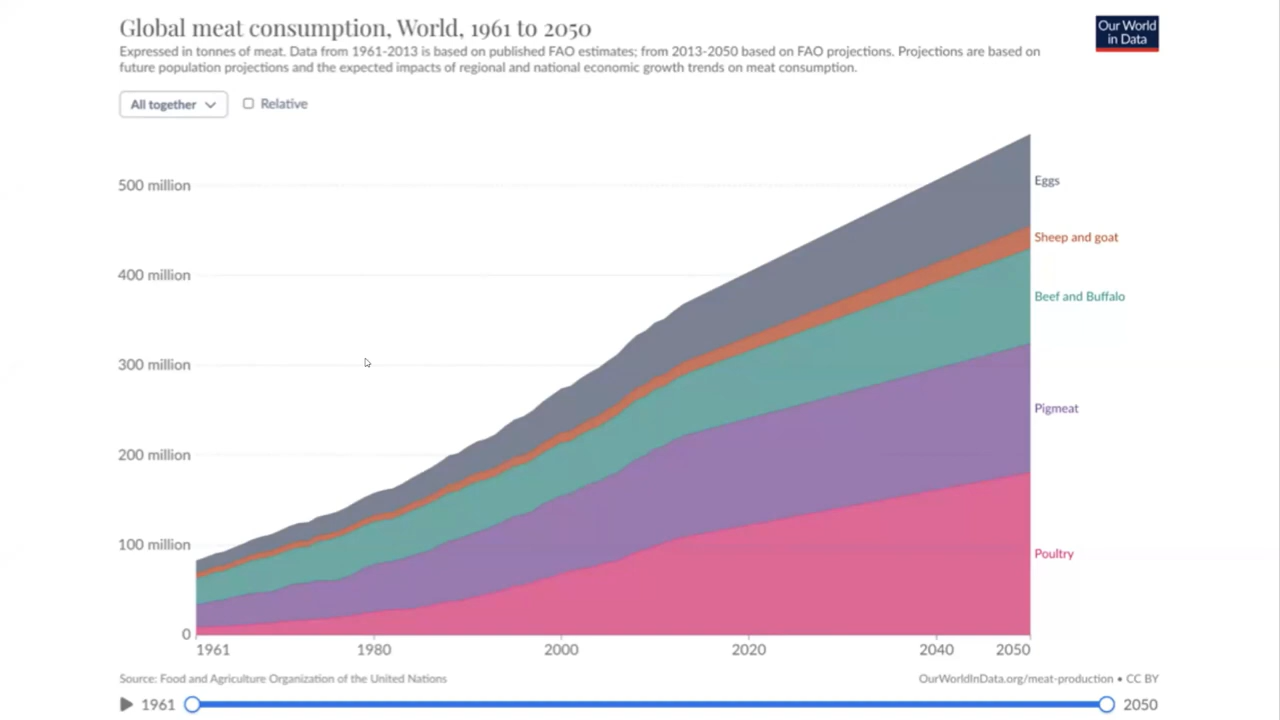 Global meat consumption, World, 1961 to 2050
Our World
in Data
Expressed in tonnes of meat. Data from 1961-2013 is based on published FAO estimates; from 2013-2050 based on FAO projections. Projections are based on
future population projections and the expected impacts of regional and national economic growth trends on meat consumption.
All together
Relative
500 million
400 million
300 million
200 million
100 million
0
Eggs
Sheep and goat
Beef and Buffalo
Pigmeat
Poultry
1961 1980 2000 2020 2040 2050
Source: Food and Agriculture Organization of the United Nations
OurWorldInData.org/meat-production • CC BY
1961 2050